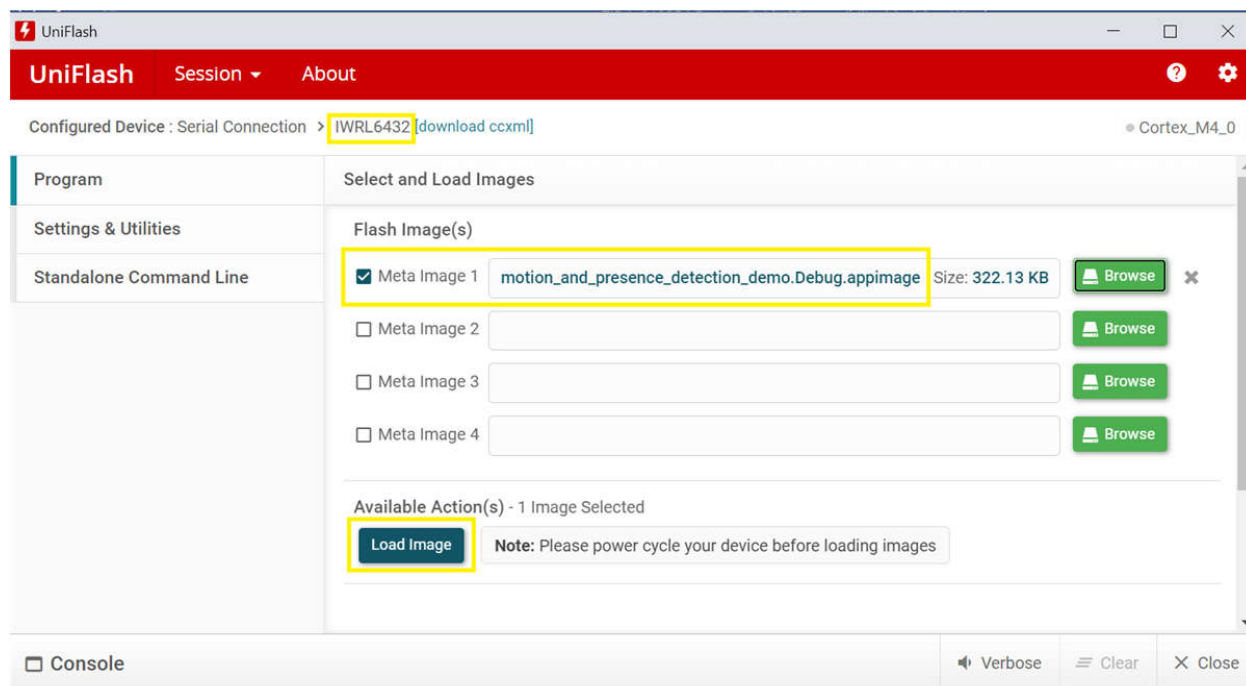 UniFlash
UniFlash Session About
Configured Device : Serial Connection > IWRL6432 [download ccxml] Cortex_M4_0
Program
Settings & Utilities
Standalone Command Line
Select and Load Images
Flash Image(s)
Meta Image 1 motion_and_presence_detection_demo.Debug.appimage Size: 322.13 KB Browse
Meta Image 2 Browse
Meta Image 3 Browse
Meta Image 4 Browse
Available Action(s) - 1 Image Selected
Load Image Note: Please power cycle your device before loading images
Console Verbose Clear Close